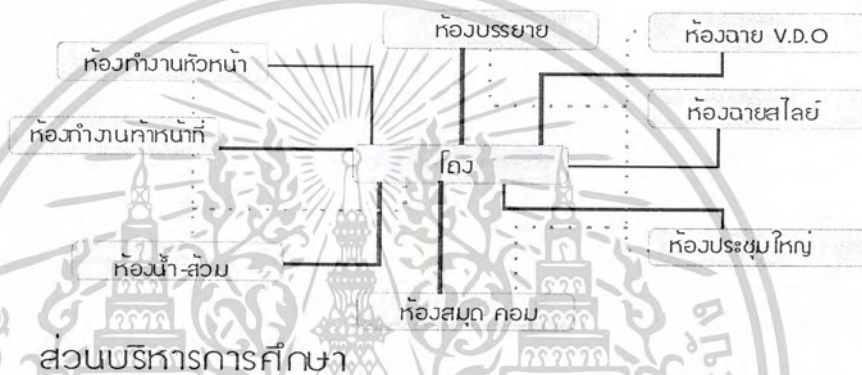 ห้องบรรยาย
ห้องฉาย V.D.O
ห้องทำงานหัวหน้า
ห้องฉายสไลย์
ห้องทำงานจ้าหน้าที่
โถง
ห้องประชุมใหญ่
ห้องน้ำ-ส้วม
ห้องสมุด คอม
ส่วนบริหารการศึกษา